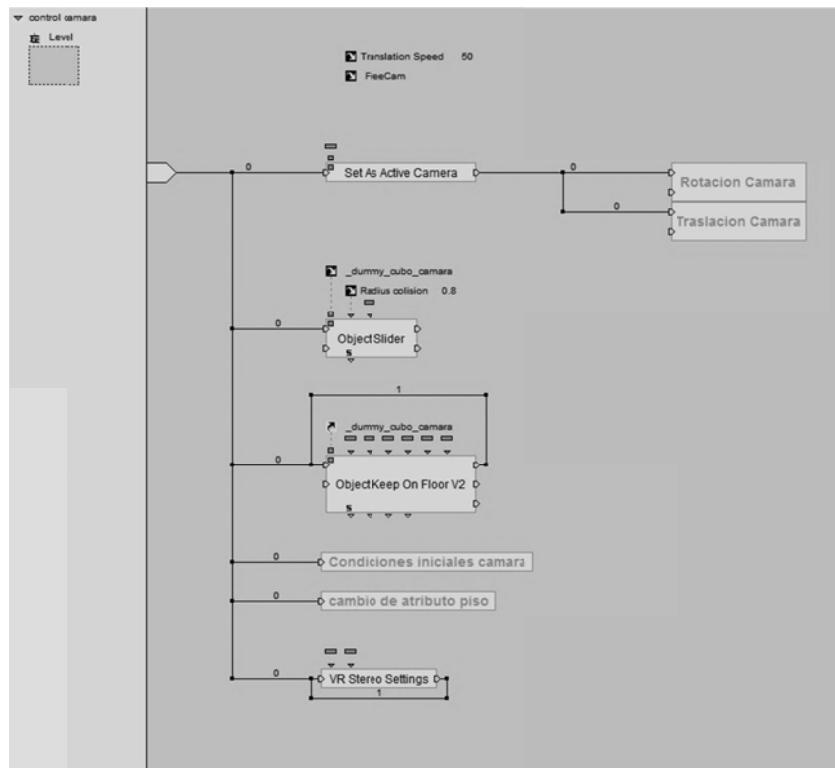 control camara
Level
Translation Speed 50
FreeCam
0
Set As Active Camera
0
Rotacion Camara
0
Traslacion Camara
_dummy_cubo_camara
Radius colision 0.8
0
ObjectSlider
s
1
_dummy_cubo_camara
0
ObjectKeep On Floor V2
s
0
Condiciones iniciales camara
0
cambio de atributo piso
0
VR Stereo Settings
1